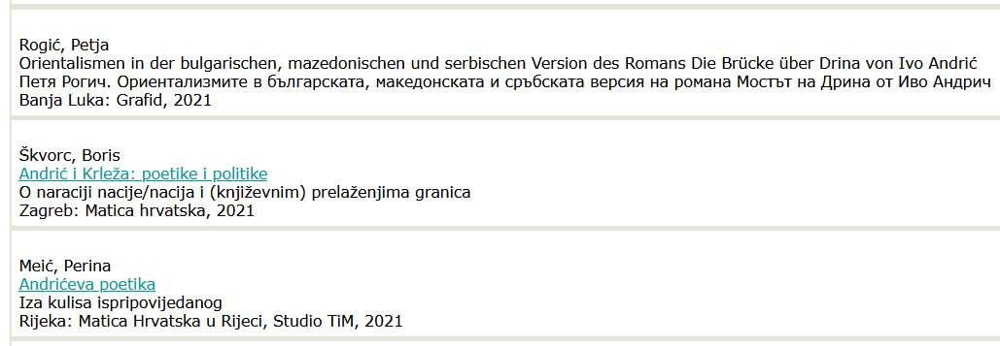 Rogić, Petja
Orientalismen in der bulgarischen, mazedonischen und serbischen Version des Romans Die Brücke über Drina von Ivo Andrić
Петя Рогич. Ориентализмите в българската, македонската и сръбската версия на романа Мостът на Дрина от Иво Андрич
Banja Luka: Grafid, 2021
Škvorc, Boris
Andrić i Krleža: poetike i politike
O naraciji nacije/nacija i (književnim) prelaženjima granica
Zagreb: Matica hrvatska, 2021
Meić, Perina
Andrićeva poetika
Iza kulisa ispripovijedanog
Rijeka: Matica Hrvatska u Rijeci, Studio TiM, 2021